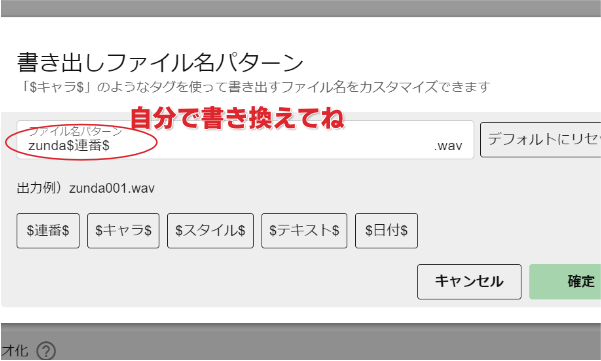 書き出しファイル名パターン
「$キャラ$」のようなタグを使って書き出すファイル名をカスタマイズできます
自分で書き換えてね
ファイル名パターン
zunda$連番$
.wav
デフォルトにリセ
出力例）zunda001.wav
$連番$
$キャラ$
$スタイル$
$テキスト$
$日付$
キャンセル
確定
オ化